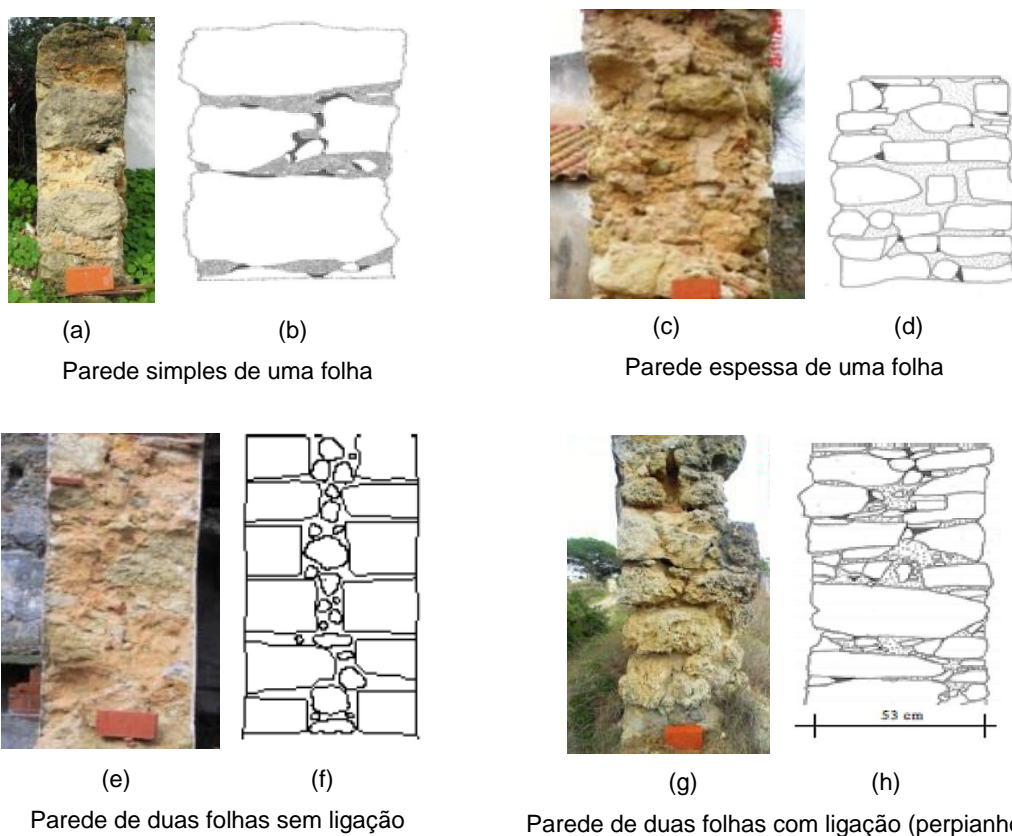 (a)
(b)
Parede simples de uma folha
(c)
(d)
Parede espessa de uma folha
(e)
(f)
Parede de duas folhas sem ligação
53 cm
(g)
(h)
Parede de duas folhas com ligação (perpianho